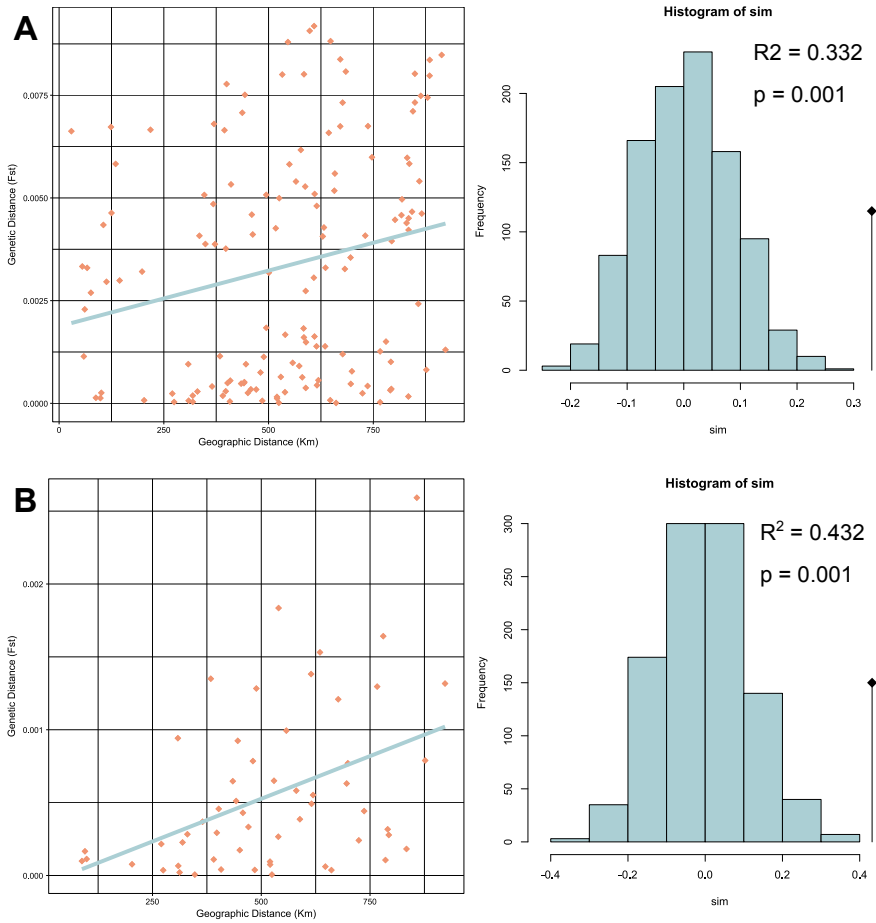 A
Genetic Distance (Fst)
0.0075
0.0050
0.0025
0.0000
0
250
500
750
Geographic Distance (Km)
Histogram of sim
R2 = 0.332
p = 0.001
Frequency
200
150
100
50
0
-0.2
-0.1
0.0
0.1
0.2
0.3
sim
B
Genetic Distance (Fst)
0.002
0.001
0.000
250
500
750
Geographic Distance (Km)
Histogram of sim
R² = 0.432
p = 0.001
Frequency
300
250
200
150
100
50
0
-0.4
-0.2
0.0
0.2
0.4
sim